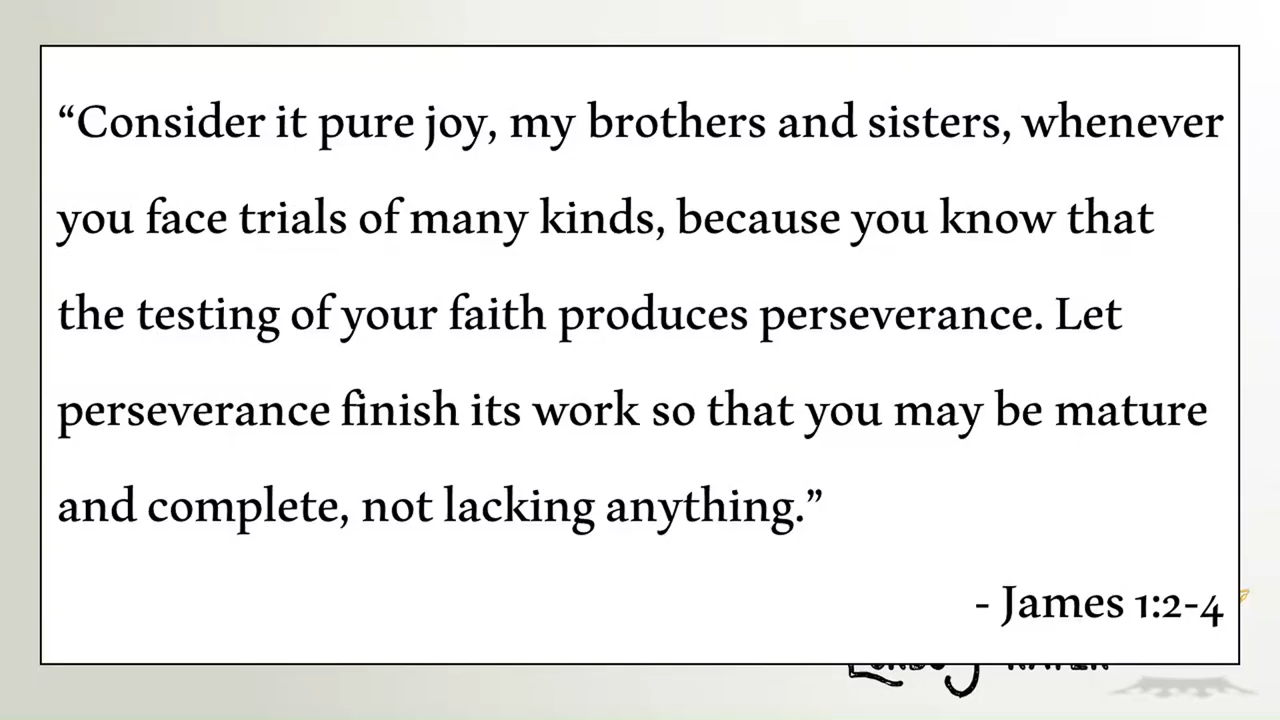 “Consider it pure joy, my brothers and sisters, whenever
you face trials of many kinds, because you know that
the testing of your faith produces perseverance. Let
perseverance finish its work so that you may be mature
and complete, not lacking anything.”
- James 1:2-4